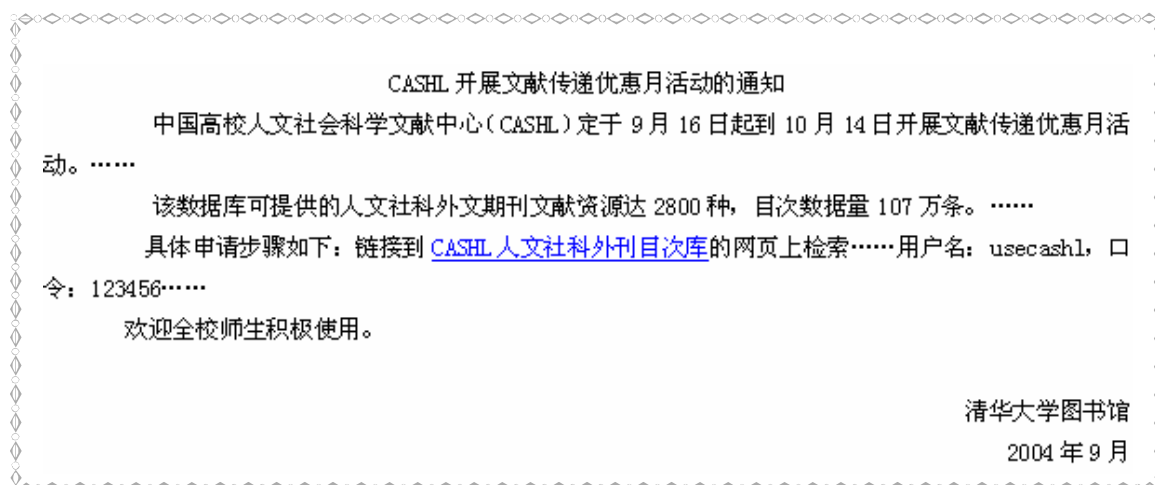 CASHL 开展文献传递优惠月活动的通知
中国高校人文社会科学文献中心(CASHL)定于 9 月 16 日起到 10 月 14 日开展文献传递优惠月活
动。……
该数据库可提供的人文社科外文期刊文献资源达 2800 种，目次数据量 107 万条。……
具体申请步骤如下：链接到 CASHL 人文社科外刊目次库的网页上检索……用户名：usecashl，口
令：123456……
欢迎全校师生积极使用。
清华大学图书馆
2004 年 9 月